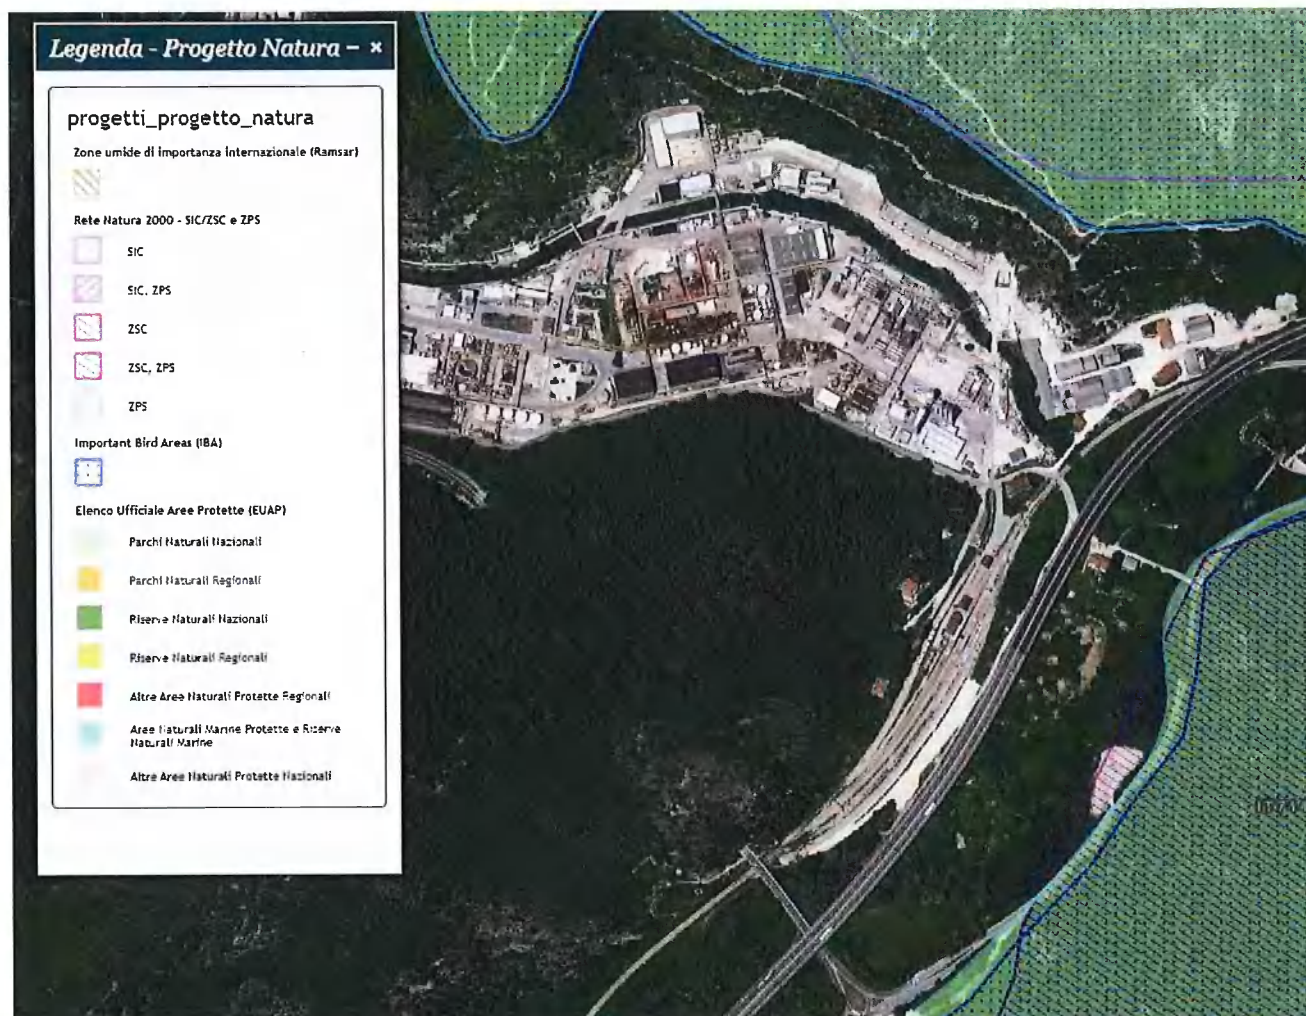 Legenda - Progetto Natura – ×
progetti_progetto_natura
Zone umide di importanza internazionale (Ramsar)
Rete Natura 2000 - SIC/ZSC e ZPS
SIC
SIC, ZPS
ZSC
ZSC, ZPS
ZPS
Important Bird Areas (IBA)
Elenco Ufficiale Aree Protette (EUAP)
Parchi Naturali Nazionali
Parchi Naturali Regionali
Riserve Naturali Nazionali
Riserve Naturali Regionali
Altre Aree Naturali Protette Regionali
Aree Naturali Marine Protette e Riserve
Naturali Marine
Altre Aree Naturali Protette Nazionali